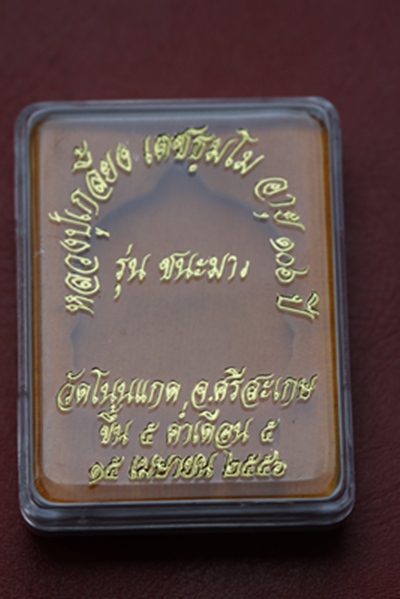 หลวงปู่เกลี้ยง เตชธมฺโม อายุ ๑๐๖ ปี
รุ่น ชนะมาร
วัดโนนแกด จ.ศรีสะเกษ
ขึ้น ๕ ค่ำเดือน ๕
๑๕ เมษายน ๒๕๕๖